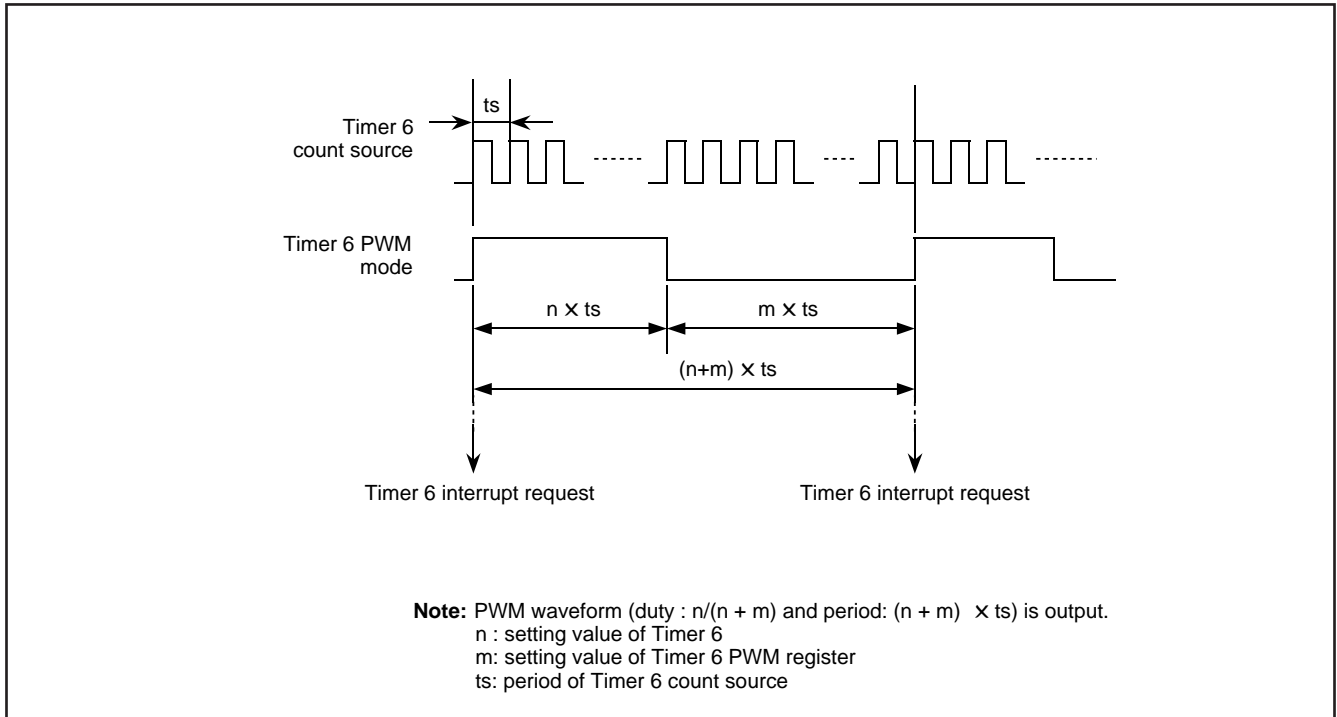 ts
Timer 6
count source
Timer 6 PWM
mode
n × ts
m × ts
(n+m) × ts
Timer 6 interrupt request
Timer 6 interrupt request
Note: PWM waveform (duty : n/(n + m) and period: (n + m) × ts) is output.
n : setting value of Timer 6
m: setting value of Timer 6 PWM register
ts: period of Timer 6 count source